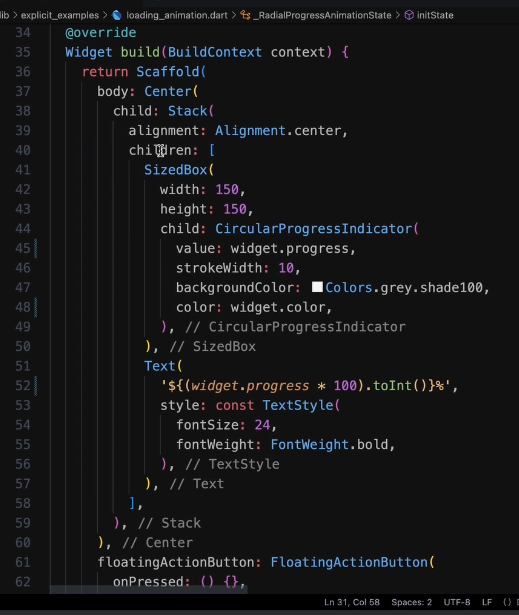 lib > explicit_examples > loading_animation.dart > _RadialProgressAnimationState > initState
34 @override
35 Widget build(BuildContext context) {
36 return Scaffold(
37 body: Center(
38 child: Stack(
39 alignment: Alignment.center,
40 children: [
41 SizedBox(
42 width: 150,
43 height: 150,
44 child: CircularProgressIndicator(
45 value: widget.progress,
46 strokeWidth: 10,
47 backgroundColor: Colors.grey.shade100,
48 color: widget.color,
49 ), // CircularProgressIndicator
50 ), // SizedBox
51 Text(
52 '${(widget.progress * 100).toInt()}%',
53 style: const TextStyle(
54 fontSize: 24,
55 fontWeight: FontWeight.bold,
56 ), // TextStyle
57 ), // Text
58 ],
59 ), // Stack
60 ), // Center
61 floatingActionButton: FloatingActionButton(
62 onPressed: () {},
Ln 31, Col 58 Spaces: 2 UTF-8 LF {}